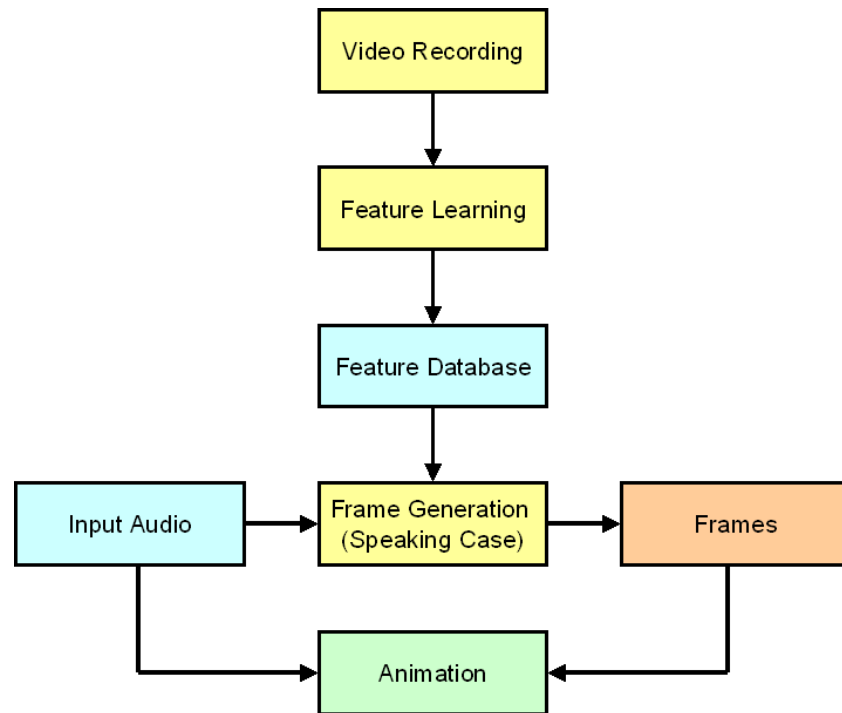 Video Recording
Feature Learning
Feature Database
Input Audio
Frame Generation
(Speaking Case)
Frames
Animation